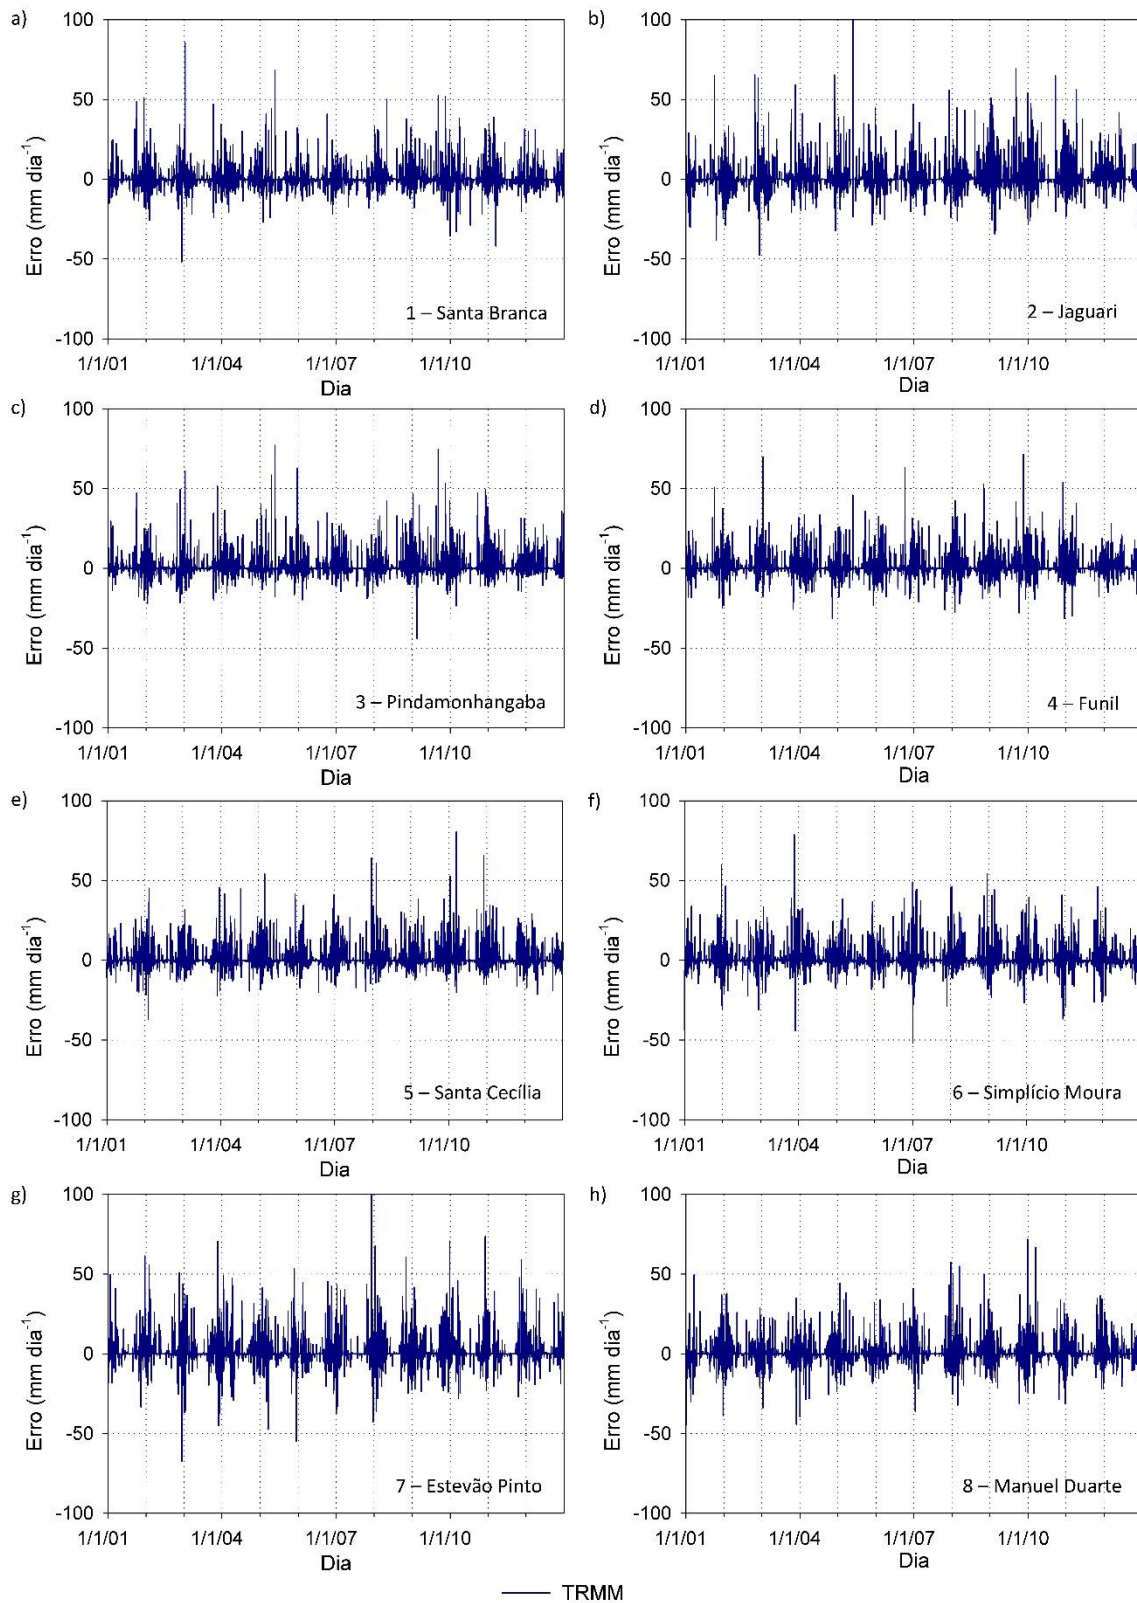 a)
100
50
0
-50
-100
Erro (mm dia-1)
1 – Santa Branca
1/1/01 1/1/04 1/1/07 1/1/10
Dia
b)
100
50
0
-50
-100
Erro (mm dia-1)
2 – Jaguari
1/1/01 1/1/04 1/1/07 1/1/10
Dia
c)
100
50
0
-50
-100
Erro (mm dia-1)
3 – Pindamonhangaba
1/1/01 1/1/04 1/1/07 1/1/10
Dia
d)
100
50
0
-50
-100
Erro (mm dia-1)
4 – Funil
1/1/01 1/1/04 1/1/07 1/1/10
Dia
e)
100
50
0
-50
-100
Erro (mm dia-1)
5 – Santa Cecília
1/1/01 1/1/04 1/1/07 1/1/10
Dia
f)
100
50
0
-50
-100
Erro (mm dia-1)
6 – Simplício Moura
1/1/01 1/1/04 1/1/07 1/1/10
Dia
g)
100
50
0
-50
-100
Erro (mm dia-1)
7 – Estevão Pinto
1/1/01 1/1/04 1/1/07 1/1/10
Dia
h)
100
50
0
-50
-100
Erro (mm dia-1)
8 – Manuel Duarte
1/1/01 1/1/04 1/1/07 1/1/10
Dia
TRMM